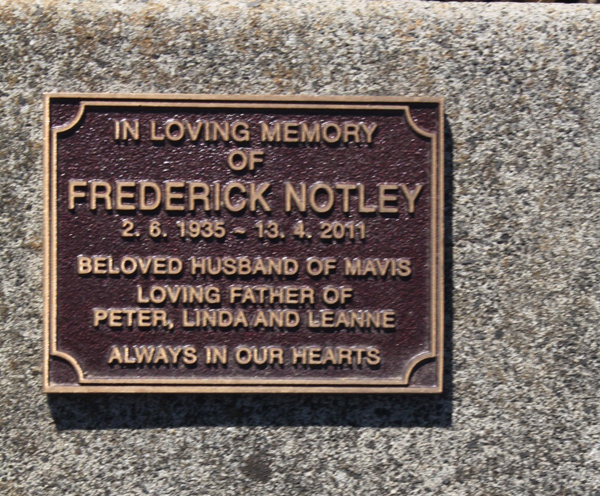 IN LOVING MEMORY
OF
FREDERICK NOTLEY
2. 6. 1935 ~ 13. 4. 2011
BELOVED HUSBAND OF MAVIS
LOVING FATHER OF
PETER, LINDA AND LEANNE
ALWAYS IN OUR HEARTS